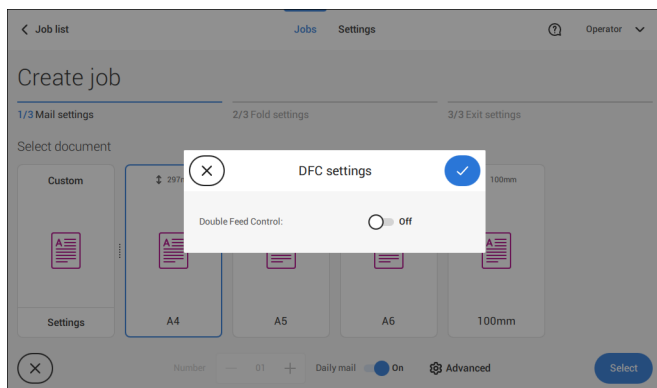 Job list
Jobs Settings
Operator
Create job
1/3 Mail settings
2/3 Fold settings
3/3 Exit settings
Select document
DFC settings
Double Feed Control:
Off
Custom
100mm
A
A
A
Settings
A4
A5
A6
100mm
Number
01
Daily mail
On
Advanced
Select